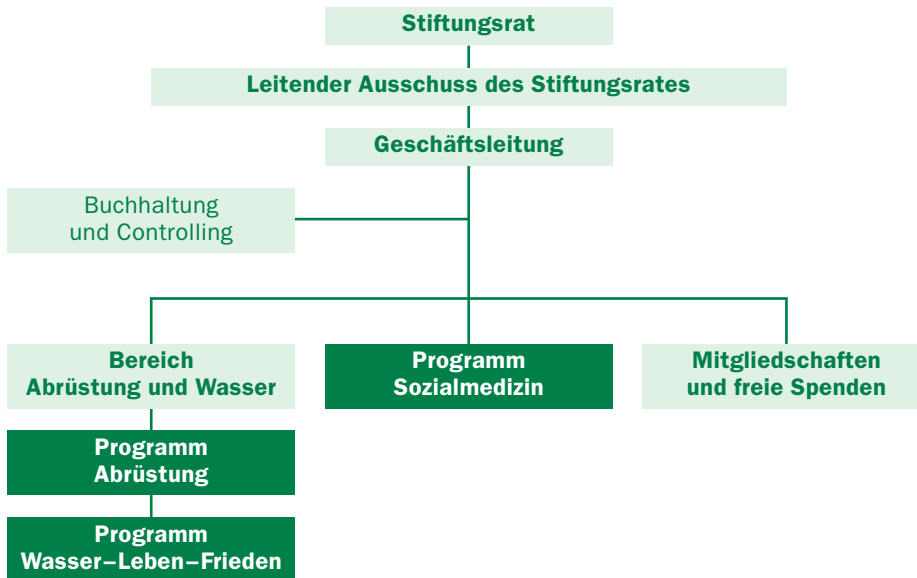 Stiftungsrat
Leitender Ausschuss des Stiftungsrates
Geschäftsleitung
Buchhaltung
und Controlling
Bereich
Abrüstung und Wasser
Programm
Sozialmedizin
Mitgliedschaften
und freie Spenden
Programm
Abrüstung
Programm
Wasser–Leben–Frieden